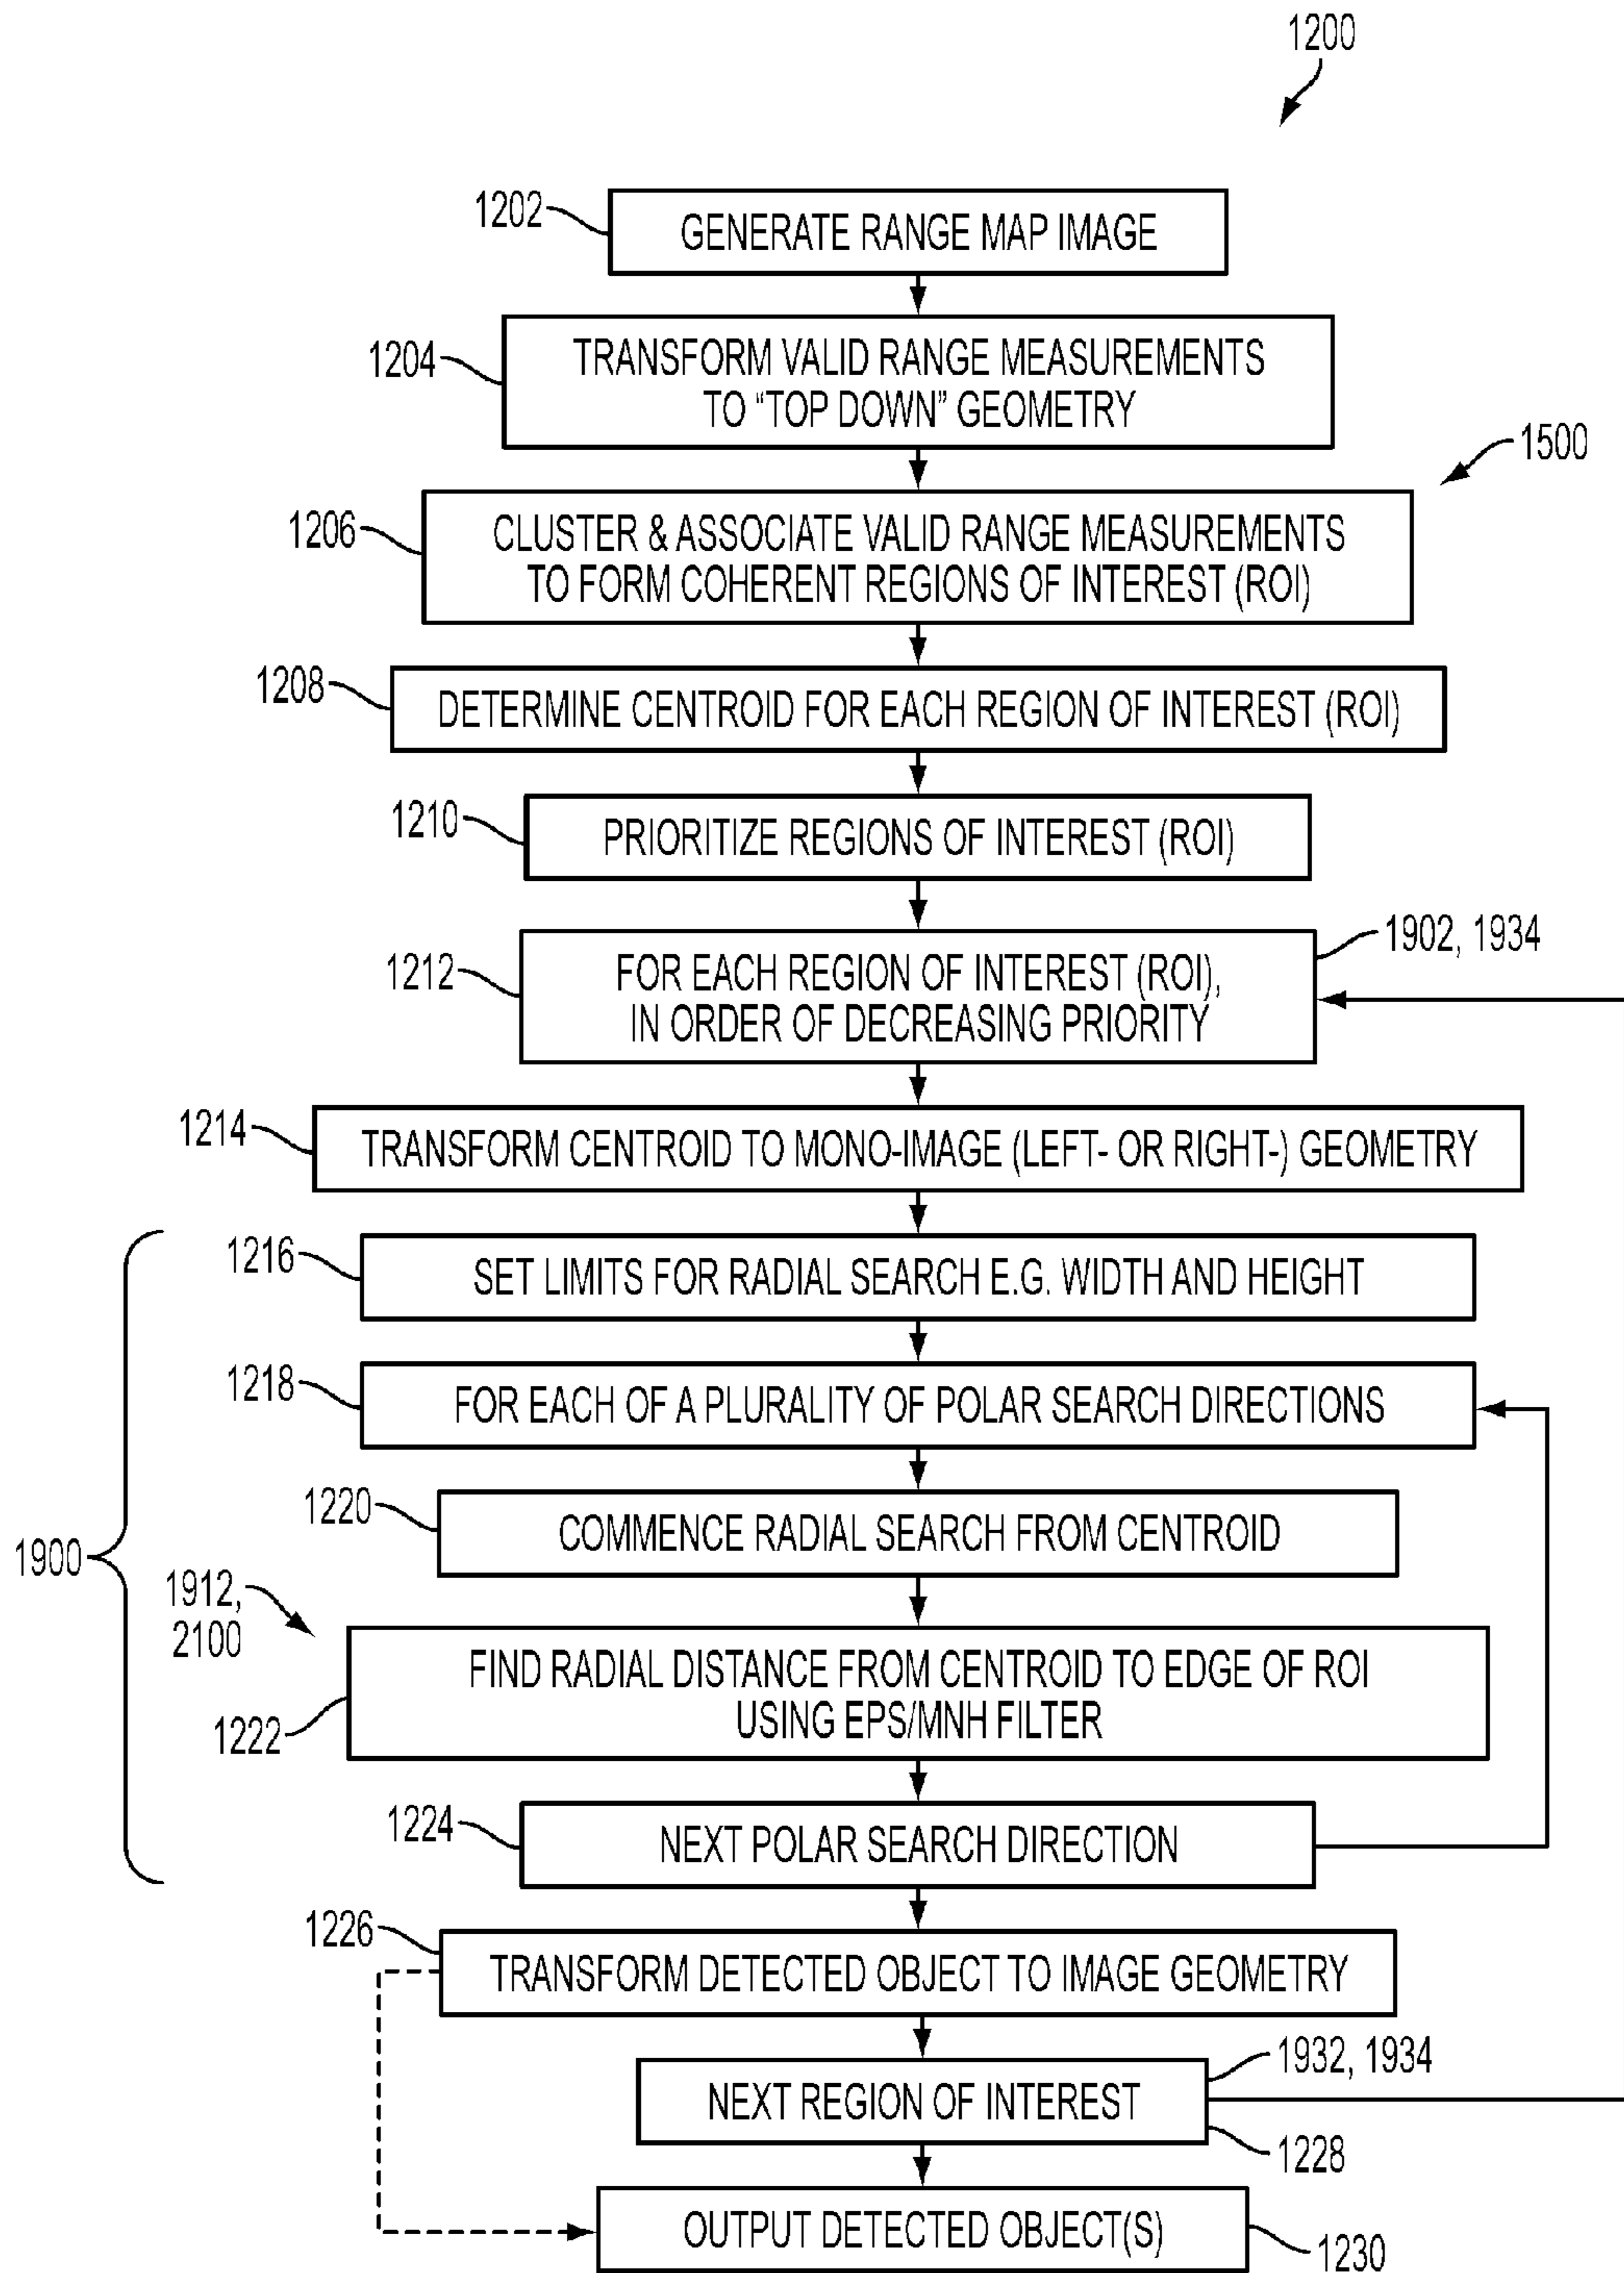 1200
1202
GENERATE RANGE MAP IMAGE
1204
TRANSFORM VALID RANGE MEASUREMENTS
TO “TOP DOWN” GEOMETRY
1500
1206
CLUSTER & ASSOCIATE VALID RANGE MEASUREMENTS
TO FORM COHERENT REGIONS OF INTEREST (ROI)
1208
DETERMINE CENTROID FOR EACH REGION OF INTEREST (ROI)
1210
PRIORITIZE REGIONS OF INTEREST (ROI)
1902, 1934
1212
FOR EACH REGION OF INTEREST (ROI),
IN ORDER OF DECREASING PRIORITY
1214
TRANSFORM CENTROID TO MONO-IMAGE (LEFT- OR RIGHT-) GEOMETRY
1216
SET LIMITS FOR RADIAL SEARCH E.G. WIDTH AND HEIGHT
1218
FOR EACH OF A PLURALITY OF POLAR SEARCH DIRECTIONS
1220
COMMENCE RADIAL SEARCH FROM CENTROID
1900
1912,
2100
FIND RADIAL DISTANCE FROM CENTROID TO EDGE OF ROI
USING EPS/MNH FILTER
1222
1224
NEXT POLAR SEARCH DIRECTION
1226
TRANSFORM DETECTED OBJECT TO IMAGE GEOMETRY
1932, 1934
NEXT REGION OF INTEREST
1228
OUTPUT DETECTED OBJECT(S)
1230